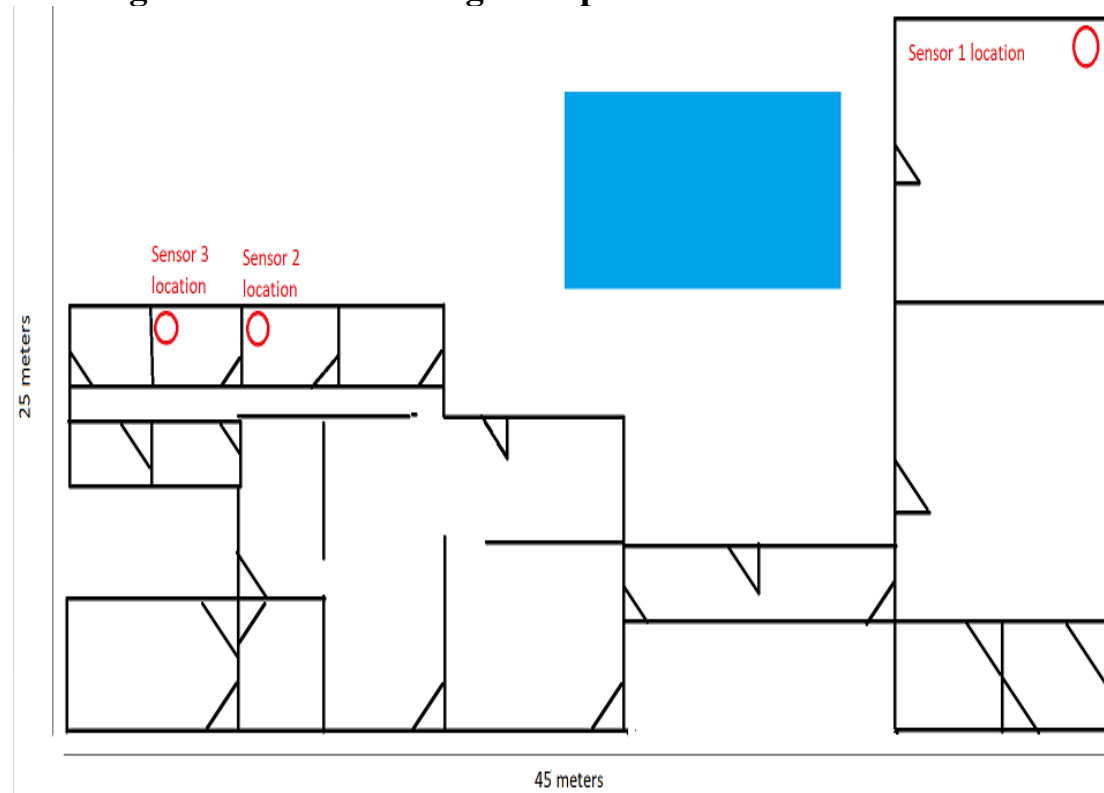 Sensor 1 location
Sensor 3
location
Sensor 2
location
25 meters
45 meters